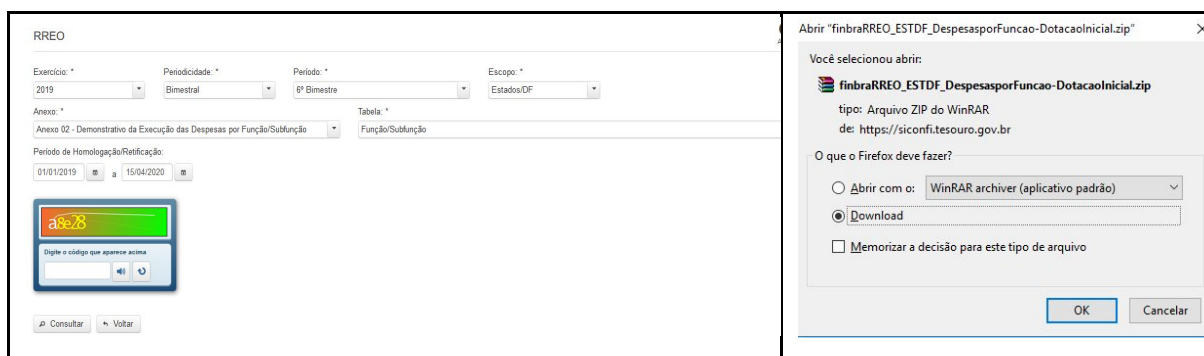 RREO
Exercício: * Periodicidade: * Período: * Escopo: *
2019 Bimestral 6º Bimestre Estados/DF
Anexo: * Tabela: *
Anexo 02 - Demonstrativo da Execução das Despesas por Função/Subfunção Função/Subfunção
Período de Homologação/Retificação:
01/01/2019 a 15/04/2020
a8e28
Digite o código que aparece acima
Consultar Voltar
Abrir "finbraRREO_ESTDF_DespesasporFuncao-DotacaoInicial.zip"
Você selecionou abrir:
finbraRREO_ESTDF_DespesasporFuncao-DotacaoInicial.zip
tipo: Arquivo ZIP do WinRAR
de: https://siconfi.tesouro.gov.br
O que o Firefox deve fazer?
Abrir com o: WinRAR archiver (aplicativo padrão)
Download
Memorizar a decisão para este tipo de arquivo
OK Cancelar